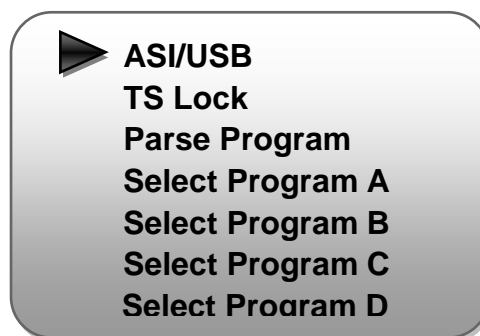 ASI/USB
TS Lock
Parse Program
Select Program A
Select Program B
Select Program C
Select Program D